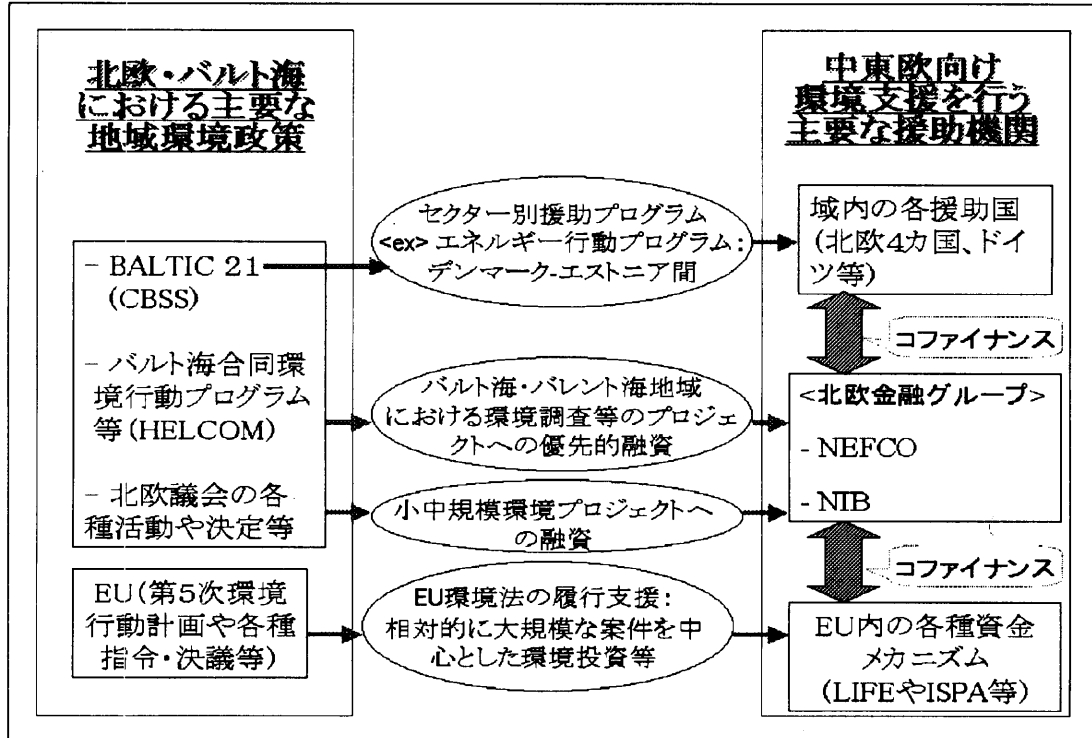 北欧・バルト海
における主要な
地域環境政策
- BALTIC 21
(CBSS)
- バルト海合同環
境行動プログラム
等(HELCOM)
- 北欧議会の各
種活動や決定等
EU(第5次環境
行動計画や各種
指令・決議等)
セクター別援助プログラム
<ex> エネルギー行動プログラム:
デンマーク-エストニア間
バルト海・バレント海地域
における環境調査等のプロジェ
クトへの優先的融資
小中規模環境プロジェクトへ
の融資
EU環境法の履行支援:
相対的に大規模な案件を中
心とした環境投資等
中東欧向け
環境支援を行う
主要な援助機関
域内の各援助国
(北欧4カ国、ドイ
ツ等)
コファイナンス
<北欧金融グループ>
- NEFCO
- NIB
コファイナンス
EU内の各種資金
メカニズム
(LIFEやISPA等)